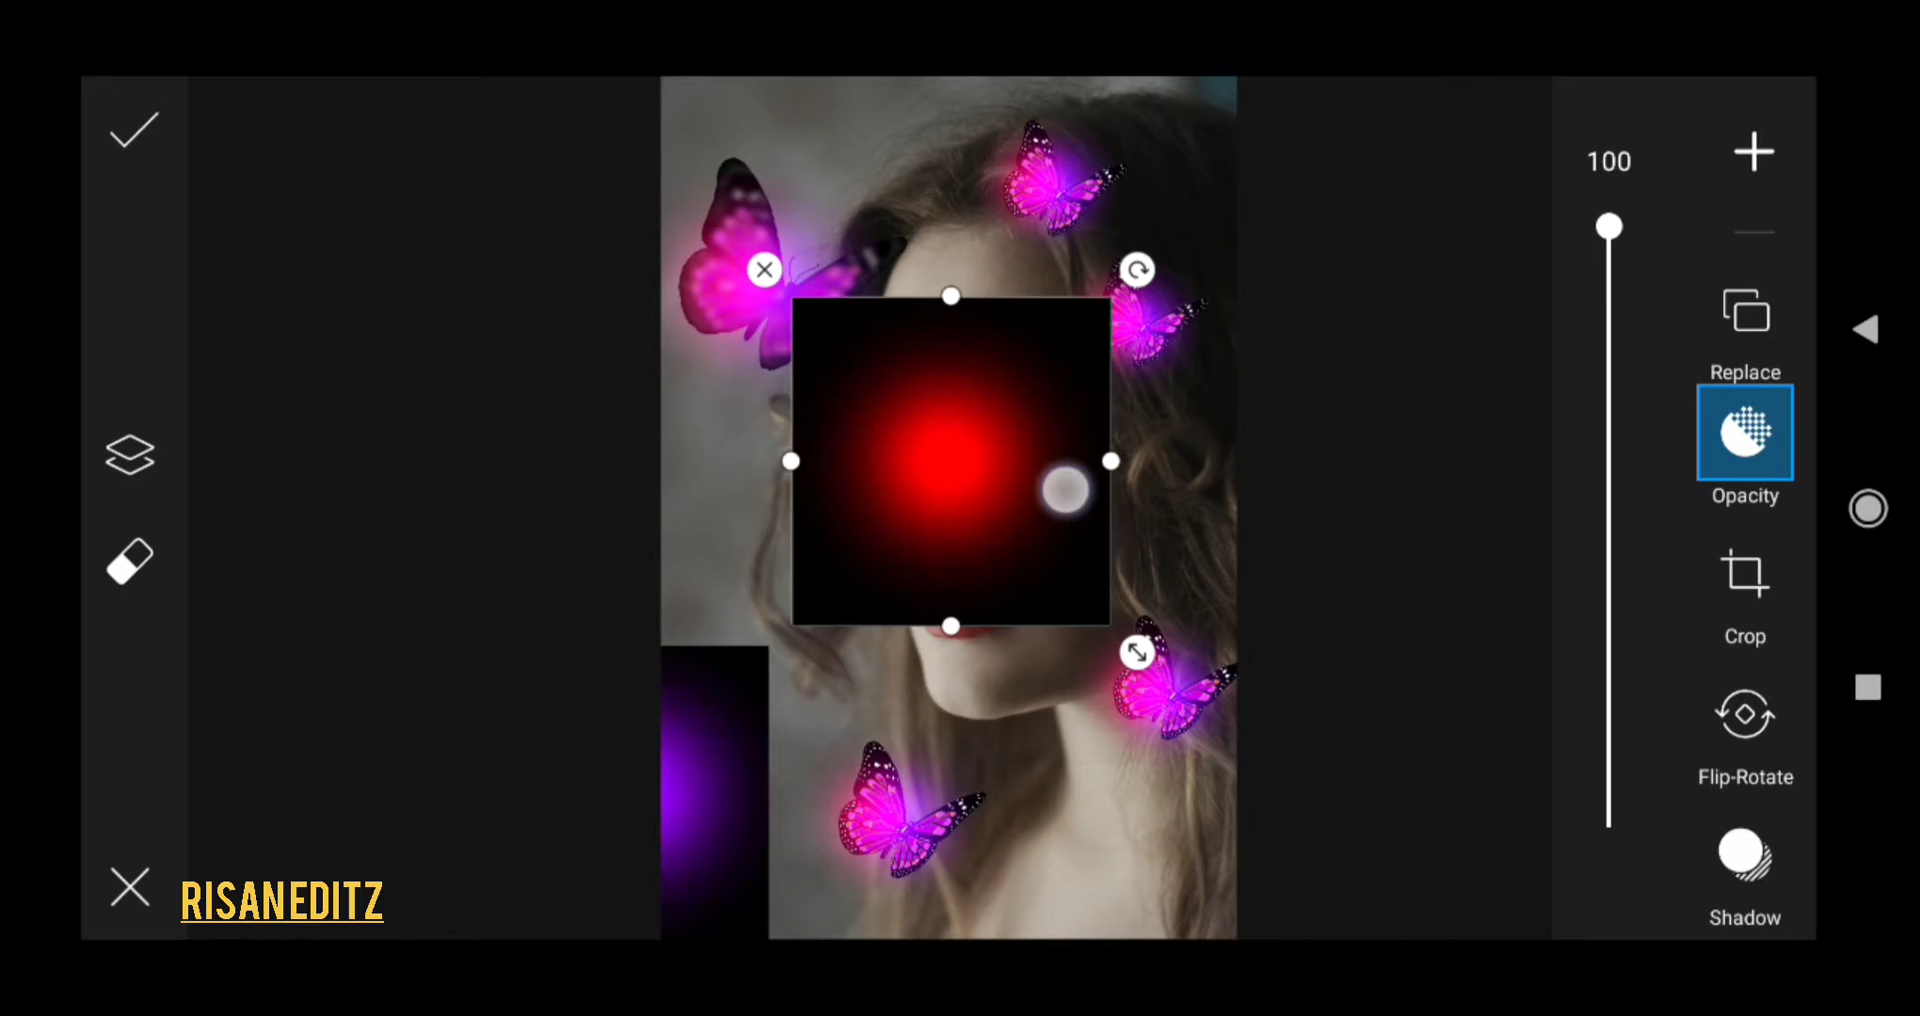 100
Replace
Opacity
Crop
Flip-Rotate
Shadow
RISANEDITZ